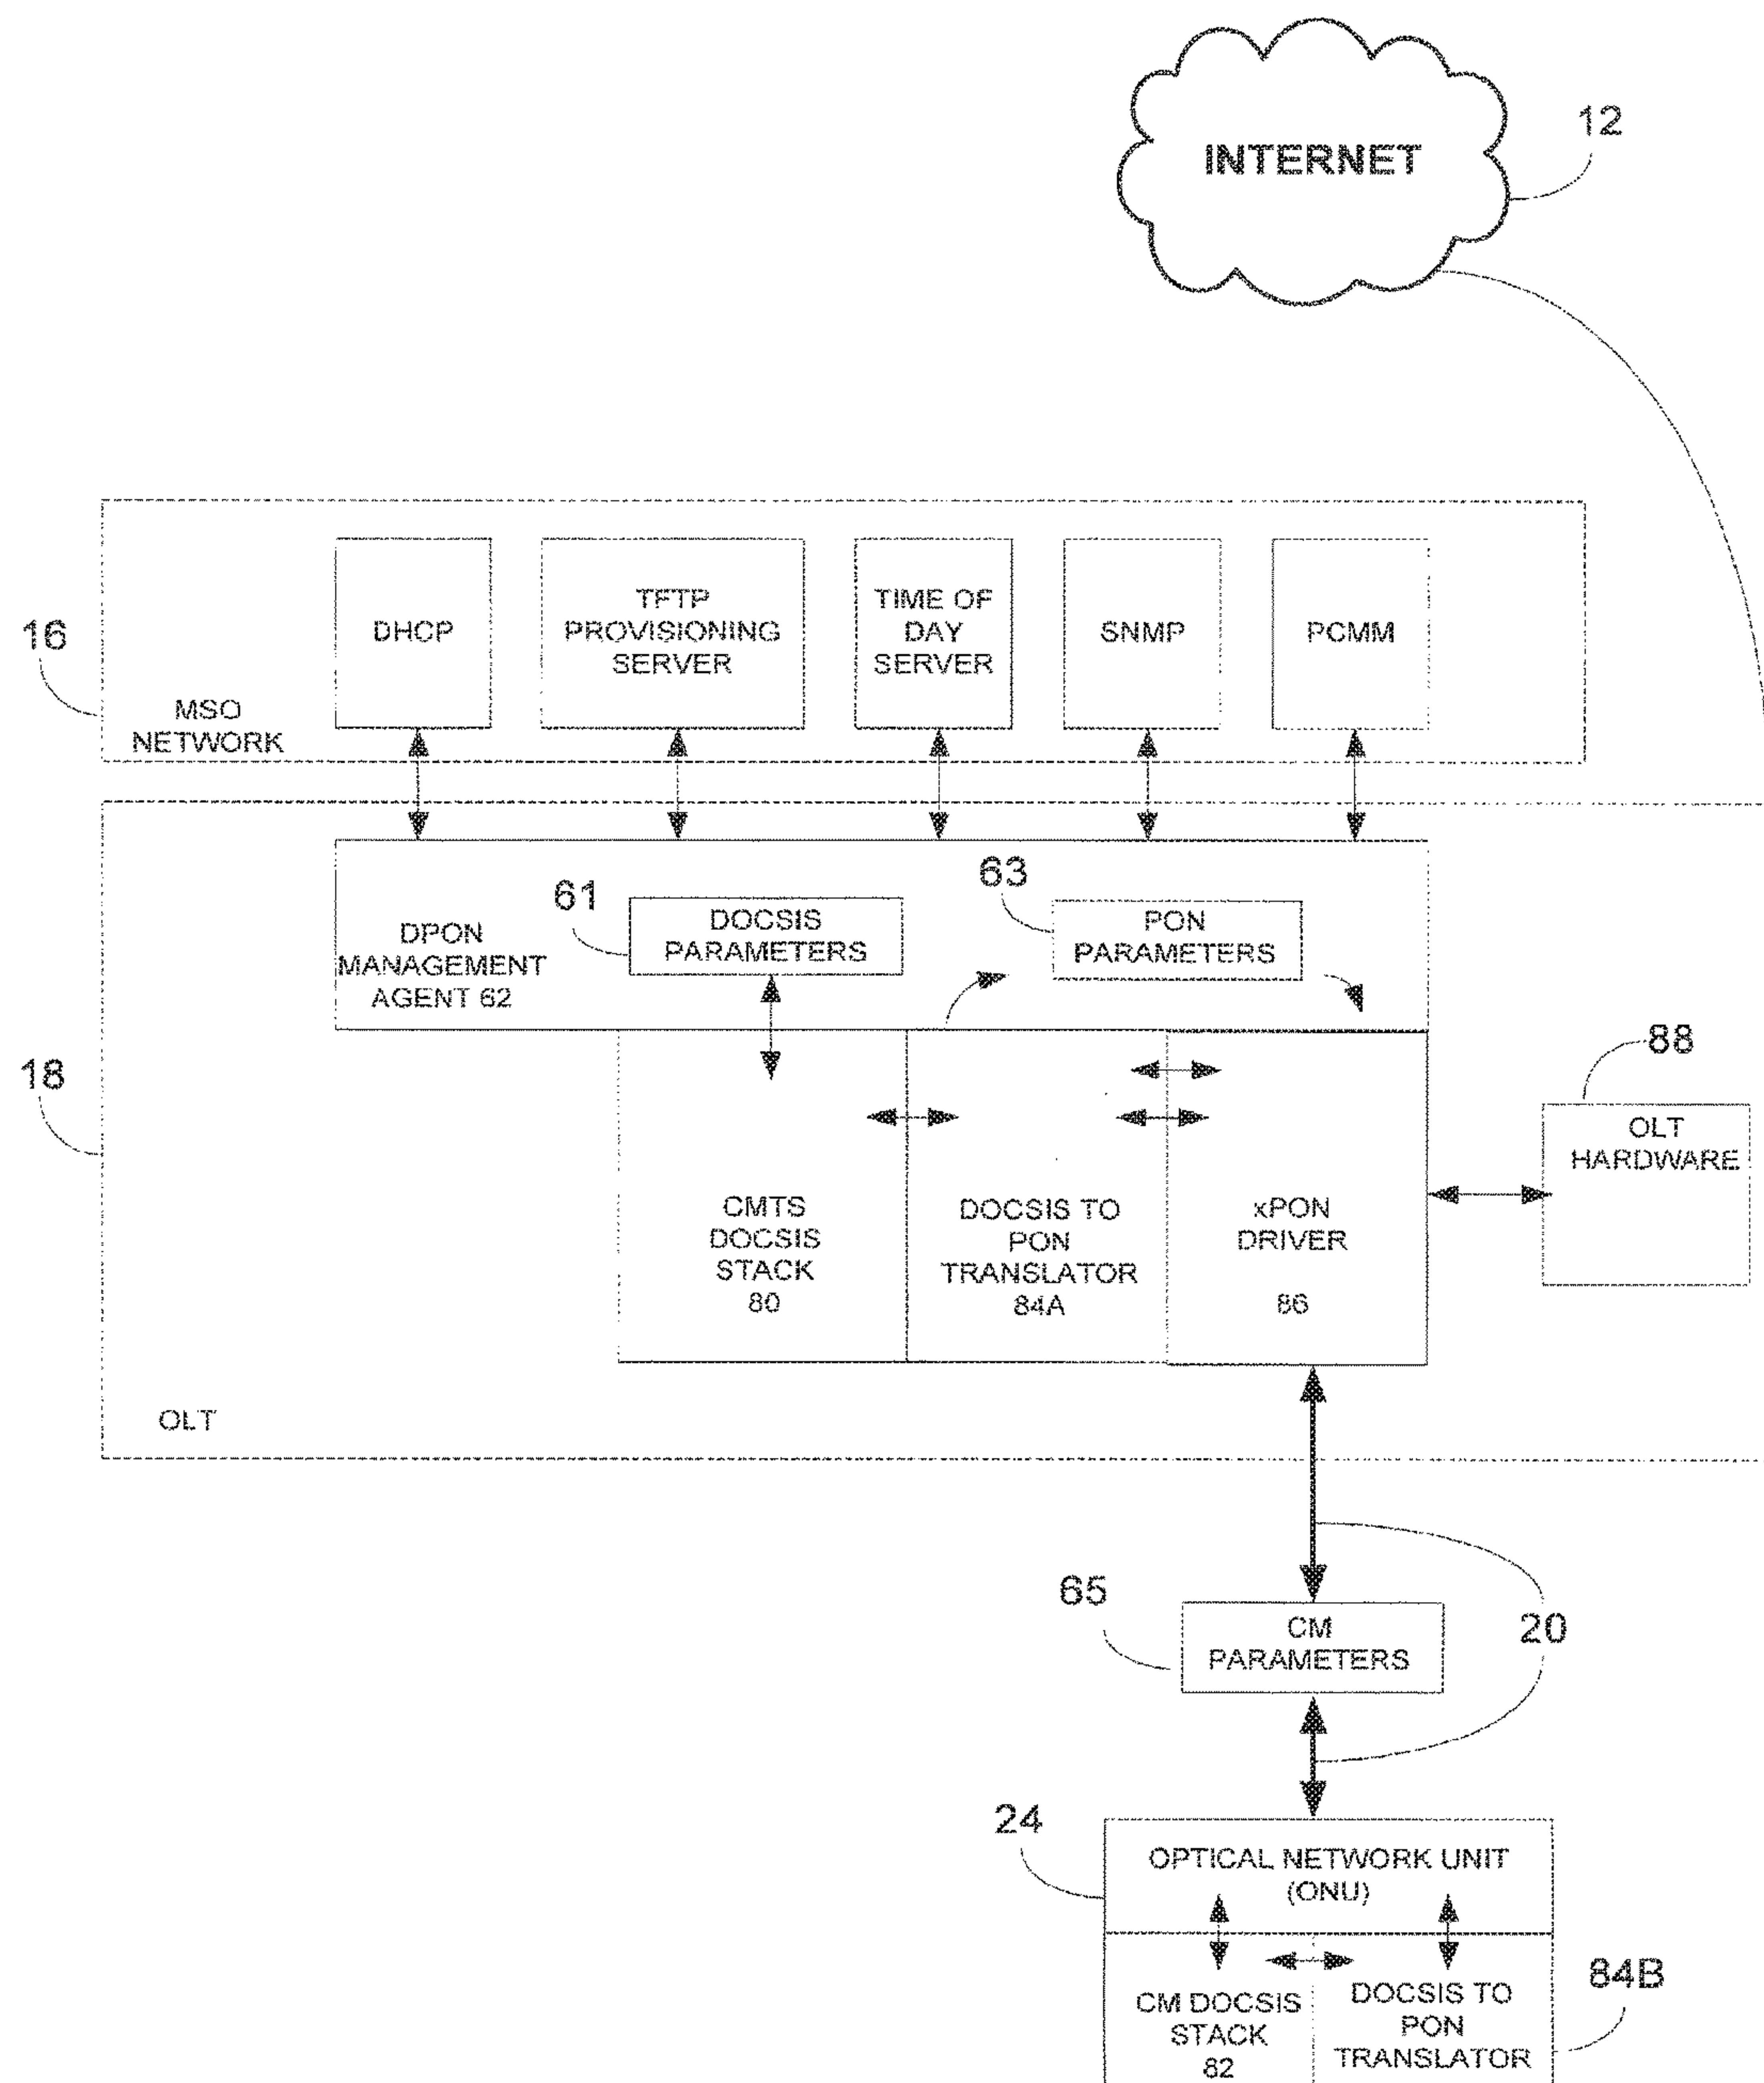 INTERNET
12
16
MSO
NETWORK
DHCP
TFTP
PROVISIONING
SERVER
TIME OF
DAY
SERVER
SNMP
PCMM
18
DPON
MANAGEMENT
AGENT 62
61
DOCSIS
PARAMETERS
63
PON
PARAMETERS
88
OLT
HARDWARE
CMTS
DOCSIS
STACK
80
DOCSIS TO
PON
TRANSLATOR
84A
xPON
DRIVER
86
OLT
65
CM
PARAMETERS
20
24
OPTICAL NETWORK UNIT
(ONU)
CM DOCSIS
STACK
82
DOCSIS TO
PON
TRANSLATOR
84B